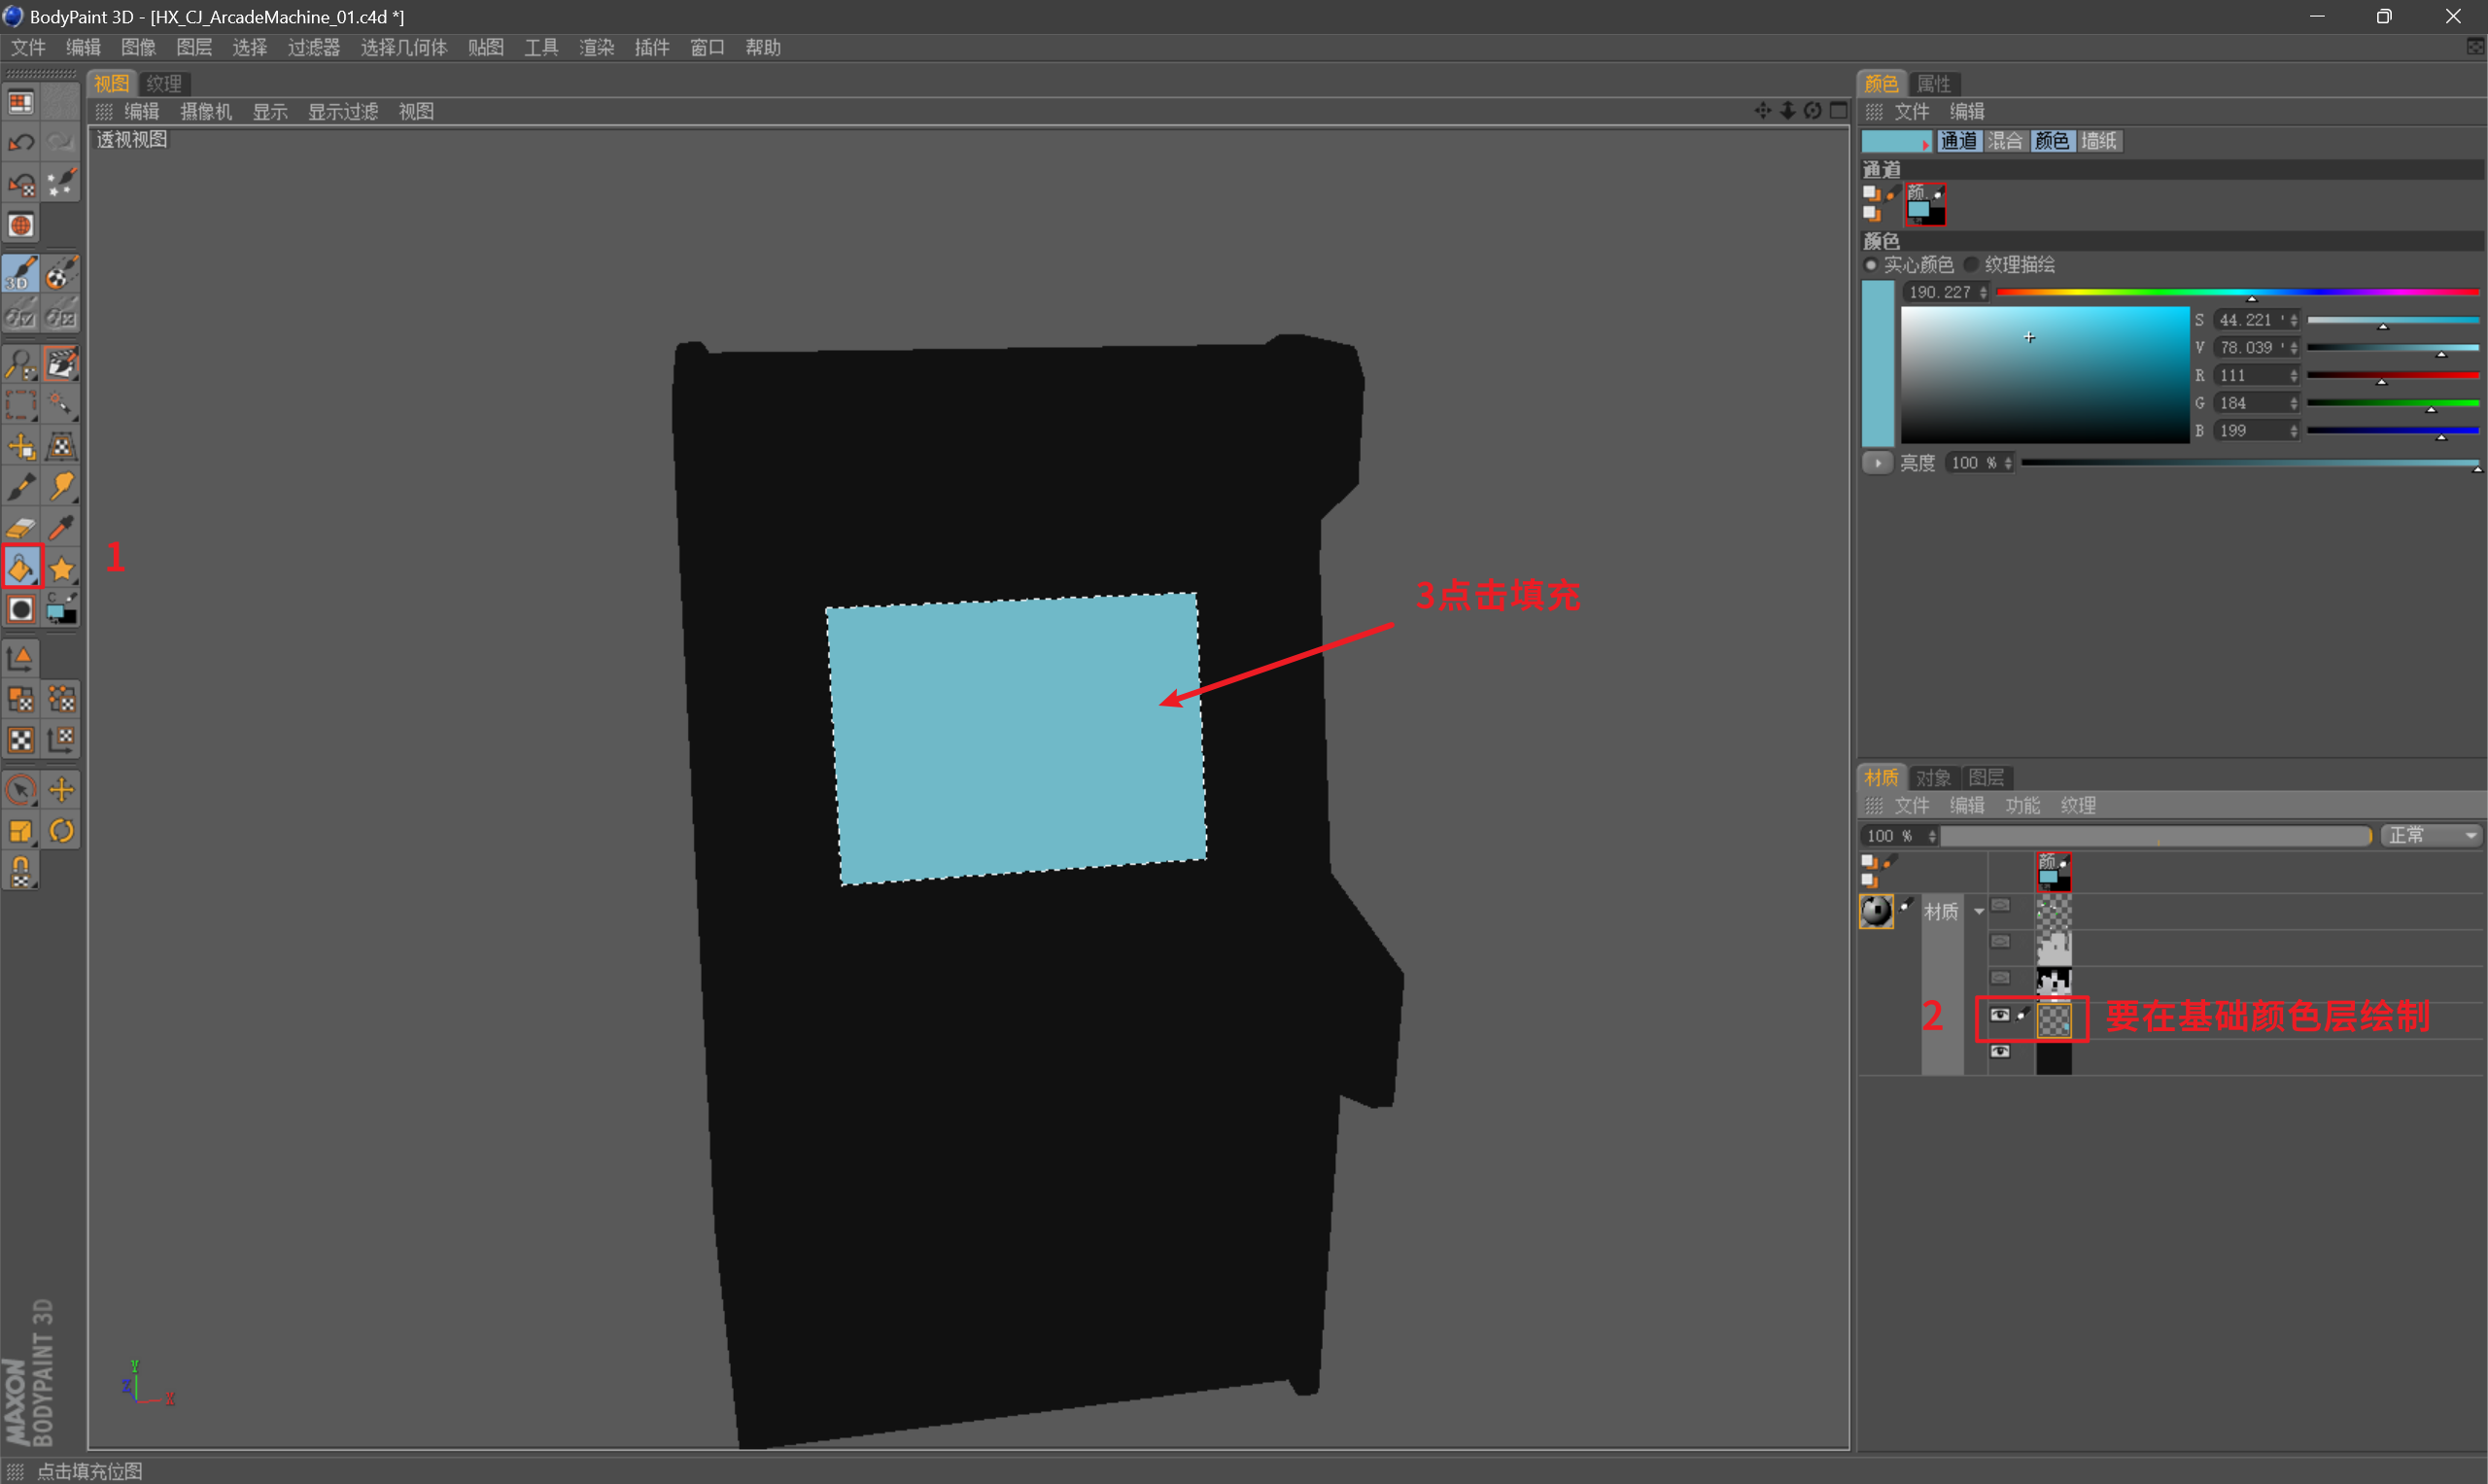 BodyPaint 3D - [HX_CJ_ArcadeMachine_01.c4d *]
文件 编辑 图像 图层 选择 过滤器 选择几何体 贴图 工具 渲染 插件 窗口 帮助
视图 纹理
编辑 摄像机 显示 显示过滤 视图
透视视图
颜色 属性
文件 编辑
通道 混合 颜色 墙纸
通道
颜
颜色
实心颜色 纹理描绘
190.227
S 44.221 '
V 78.039 '
R 111
G 184
B 199
亮度 100 %
3D
1
C
3点击填充
材质 对象 图层
文件 编辑 功能 纹理
100 % 正常
颜
材质
2 要在基础颜色层绘制
Y
Z
X
MAXON
BODYPAINT 3D
点击填充位图